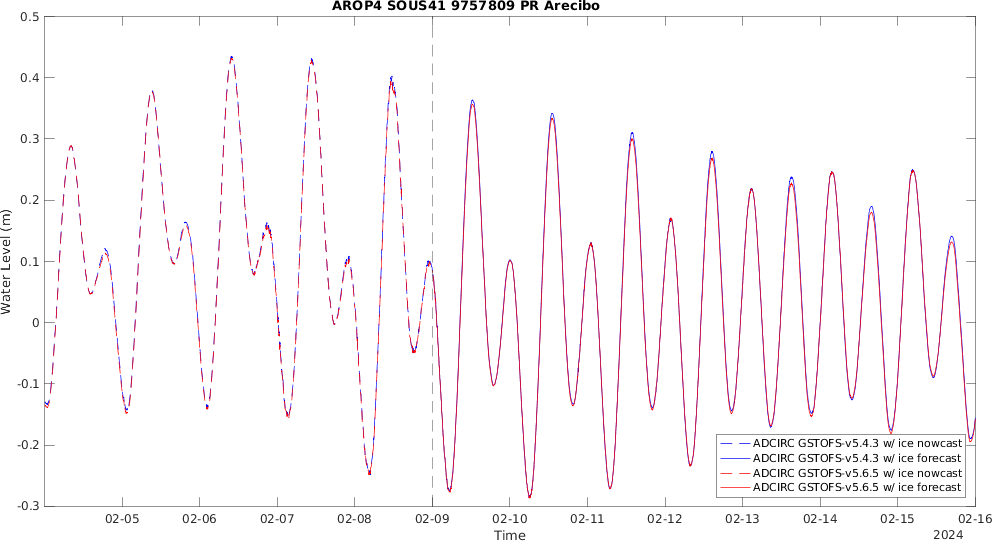 AROP4 SOUS41 9757809 PR Arecibo
0.5
0.4
0.3
0.2
0.1
0
-0.1
-0.2
-0.3
Water Level (m)
ADCIRC GSTOFS-v5.4.3 w/ ice nowcast
ADCIRC GSTOFS-v5.4.3 w/ ice forecast
ADCIRC GSTOFS-v5.6.5 w/ ice nowcast
ADCIRC GSTOFS-v5.6.5 w/ ice forecast
02-05 02-06 02-07 02-08 02-09 02-10 02-11 02-12 02-13 02-14 02-15 02-16
Time
2024